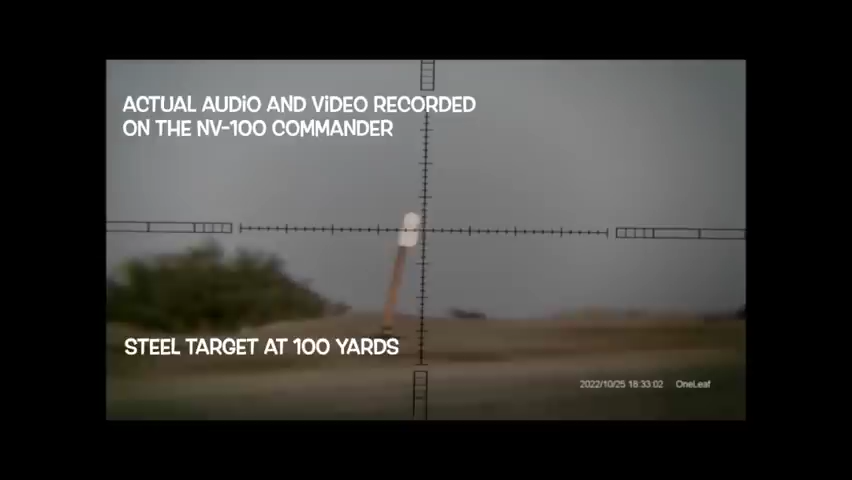 ACTUAL AUDIO AND VIDEO RECORDED
ON THE NV-100 COMMANDER
STEEL TARGET AT 100 YARDS
2022/10/25 18:33:02 OneLeaf